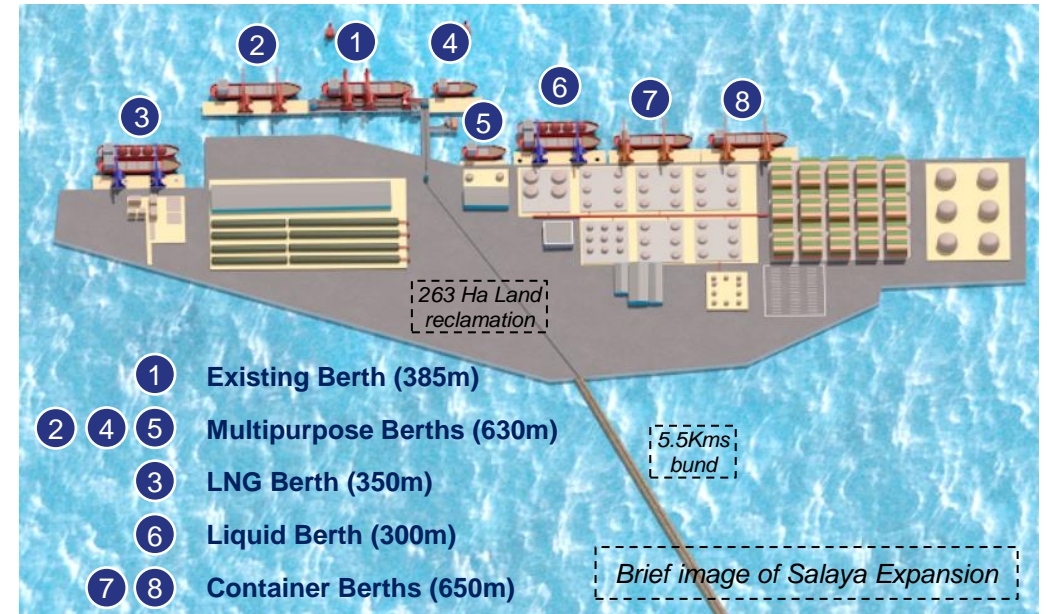 2
1
4
3
5
6
7
8
263 Ha Land
reclamation
1 Existing Berth (385m)
2 4 5 Multipurpose Berths (630m)
5.5Kms
bund
3 LNG Berth (350m)
6 Liquid Berth (300m)
7 8 Container Berths (650m)
Brief image of Salaya Expansion